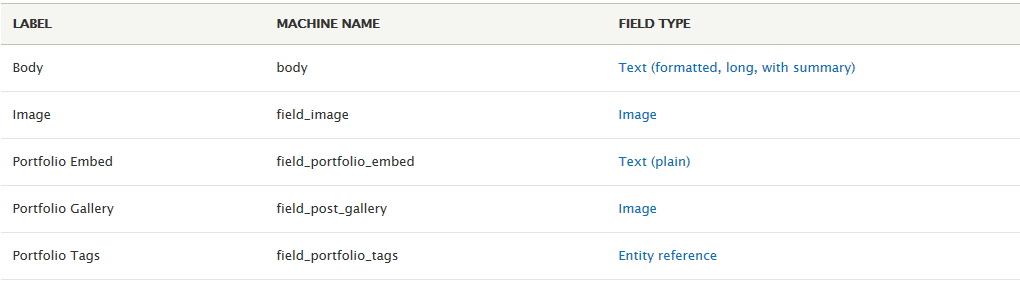 LABEL MACHINE NAME FIELD TYPE
Body body Text (formatted, long, with summary)
Image field_image Image
Portfolio Embed field_portfolio_embed Text (plain)
Portfolio Gallery field_post_gallery Image
Portfolio Tags field_portfolio_tags Entity reference